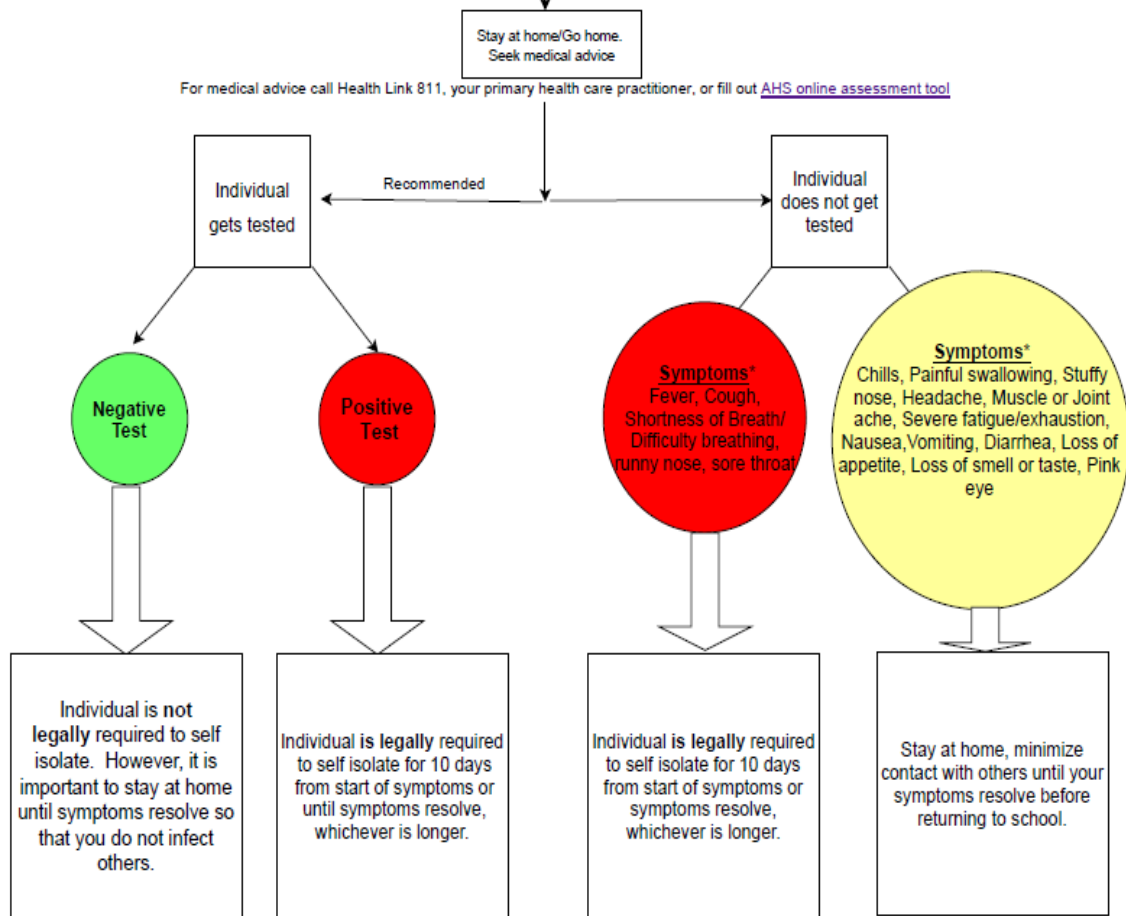 Stay at home/Go home.
Seek medical advice
For medical advice call Health Link 811, your primary health care practitioner, or fill out AHS online assessment tool
Individual
gets tested
Recommended
Individual
does not get
tested
Negative
Test
Positive
Test
Symptoms*
Fever, Cough,
Shortness of Breath/
Difficulty breathing,
runny nose, sore throat
Symptoms*
Chills, Painful swallowing, Stuffy
nose, Headache, Muscle or Joint
ache, Severe fatigue/exhaustion,
Nausea,Vomiting, Diarrhea, Loss of
appetite, Loss of smell or taste, Pink
eye
Individual is not
legally required to self
isolate. However, it is
important to stay at home
until symptoms resolve so
that you do not infect
others.
Individual is legally required
to self isolate for 10 days
from start of symptoms or
until symptoms resolve,
whichever is longer.
Individual is legally required
to self isolate for 10 days
from start of symptoms or
symptoms resolve,
whichever is longer.
Stay at home, minimize
contact with others until your
symptoms resolve before
returning to school.